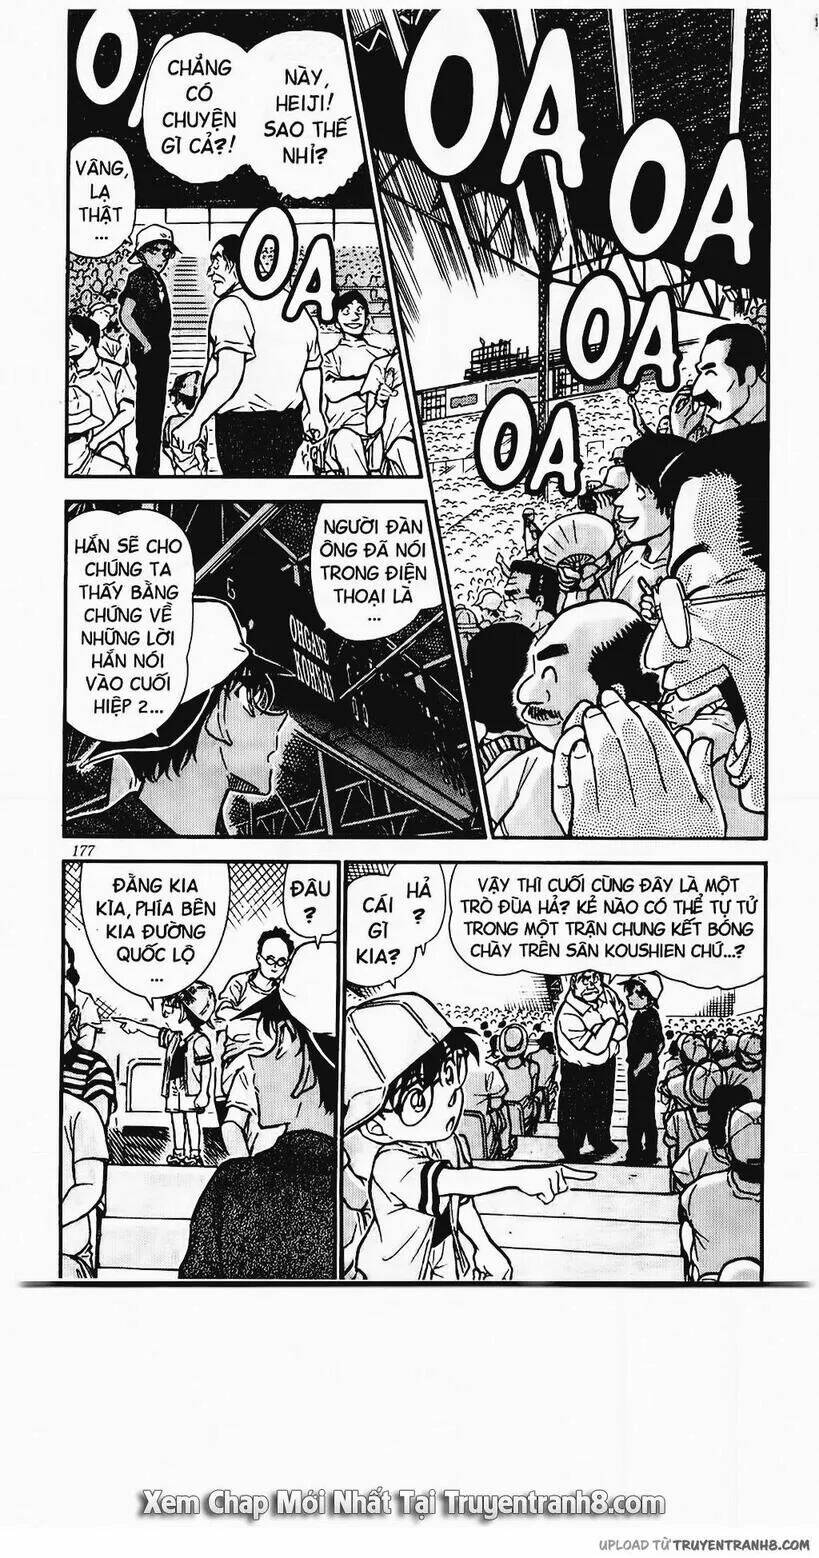 OA
NÀY,
HEIJI!
SAO THẾ
NHỈ?
CHẲNG
CÓ
CHUYỆN
GÌ CẢ?!
VÂNG,
LẠ
THẬT
...
OA
OA
OA
OA
OA
NGƯỜI ĐÀN
ÔNG ĐÃ NÓI
TRONG ĐIỆN
THOẠI LÀ
...
HẮN SẼ CHO
CHÚNG TA
THẤY BẰNG
CHỨNG VỀ
NHỮNG LỜI
HẮN NÓI
VÀO CUỐI
HIỆP 2...
177
VẬY THÌ CUỐI CÙNG ĐÂY LÀ MỘT
TRÒ ĐÙA HẢ? KẺ NÀO CÓ THỂ TỰ TỬ
TRONG MỘT TRẬN CHUNG KẾT BÓNG
CHÀY TRÊN SÂN KOUSHIEN CHỨ...?
HẢ
?
CÁI
GÌ
KIA?
ĐÂU
?
ĐẰNG KIA
KÌA, PHÍA BÊN
KIA ĐƯỜNG
QUỐC LỘ
...
Xem Chap Mới Nhất Tại Truyentranh8.com
UPLOAD TỪ TRUYENTRANH8.COM